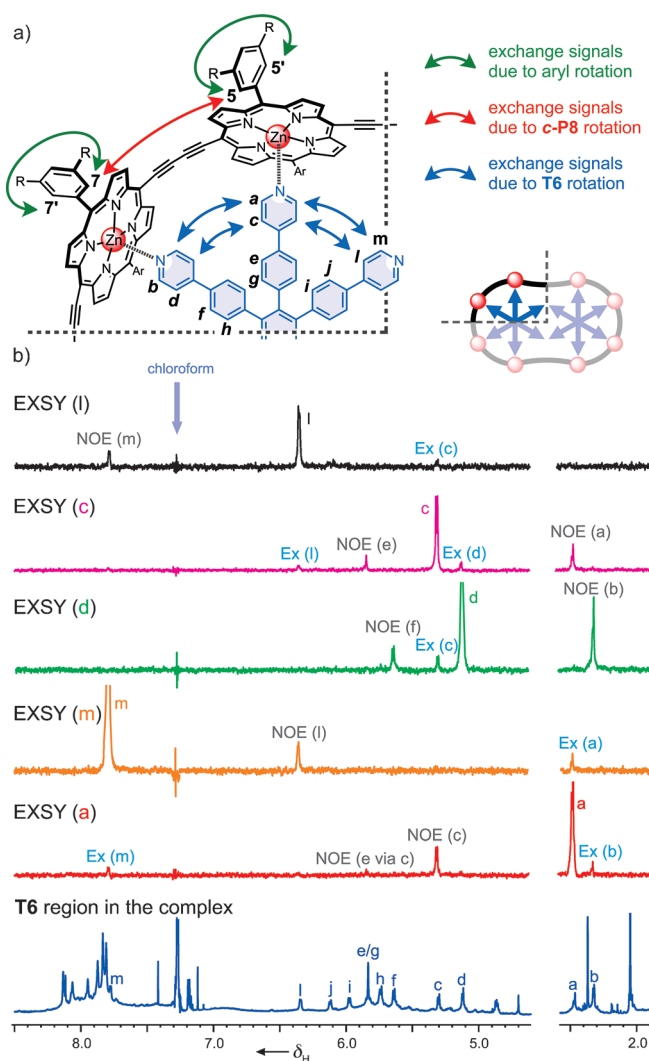 a)
R
R
5'
5
exchange signals
due to aryl rotation
exchange signals
due to c-P8 rotation
exchange signals
due to T6 rotation
N
N
Zn
N
N
Ar
R
R
7
7'
N
N
Zn
N
N
Ar
N
a
c
m
N
l
N
b
d
e
g
j
i
f
h
b)
chloroform
EXSY (l)
NOE (m)
l
Ex (c)
EXSY (c)
Ex (l)
NOE (e)
c
Ex (d)
NOE (a)
EXSY (d)
NOE (f)
Ex (c)
d
NOE (b)
EXSY (m)
m
NOE (l)
Ex (a)
EXSY (a)
Ex (m)
NOE (e via c)
NOE (c)
a
Ex (b)
T6 region in the complex
m
l
j
i
e/g
h
f
c
d
a
b
8.0 7.0 6.0 5.0 2.0
← δH